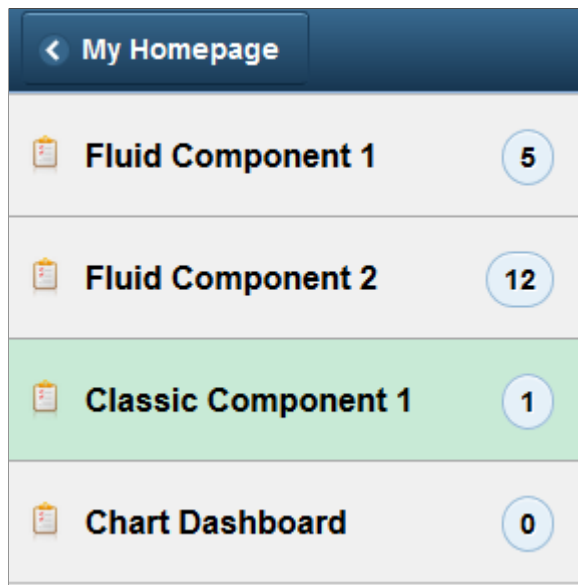 My Homepage
Fluid Component 1 5
Fluid Component 2 12
Classic Component 1 1
Chart Dashboard 0